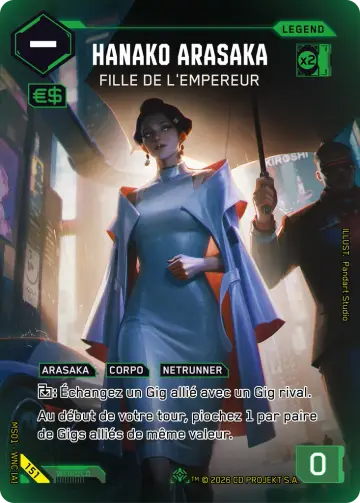 LEGEND
—
HANAKO ARASAKA
x2
FILLE DE L'EMPEREUR
€$
KIROSHI
ILLUST. Pandart Studio
ARASAKA CORPO NETRUNNER
: Échangez un Gig allié avec un Gig rival.
Au début de votre tour, piochez 1 par paire
de Gigs alliés de même valeur.
0
151
™ © 2026 CD PROJEKT S.A.